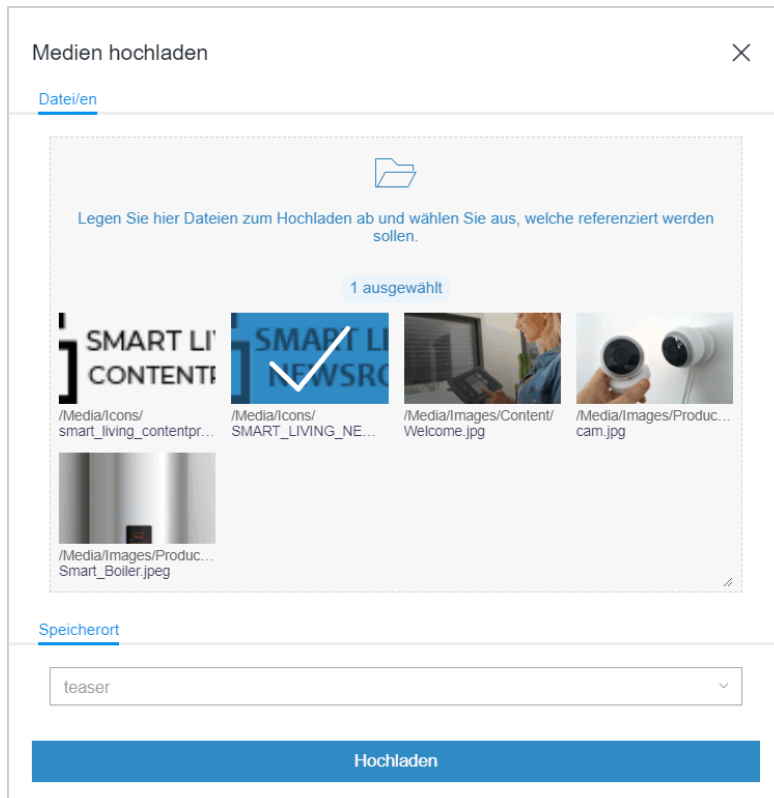 Medien hochladen
Datei/en
Legen Sie hier Dateien zum Hochladen ab und wählen Sie aus, welche referenziert werden
sollen.
1 ausgewählt
SMART LI
CONTENT
SMART LI
NEWSRO
/Media/Icons/
smart_living_contentpr...
/Media/Icons/
SMART_LIVING_NE...
/Media/Images/Content/
Welcome.jpg
/Media/Images/Produc...
cam.jpg
/Media/Images/Produc...
Smart_Boiler.jpeg
Speicherort
teaser
Hochladen